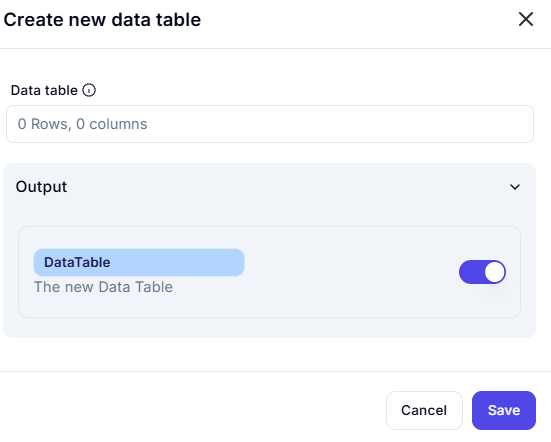 Create new data table
Data table
0 Rows, 0 columns
Output
DataTable
The new Data Table
Cancel
Save